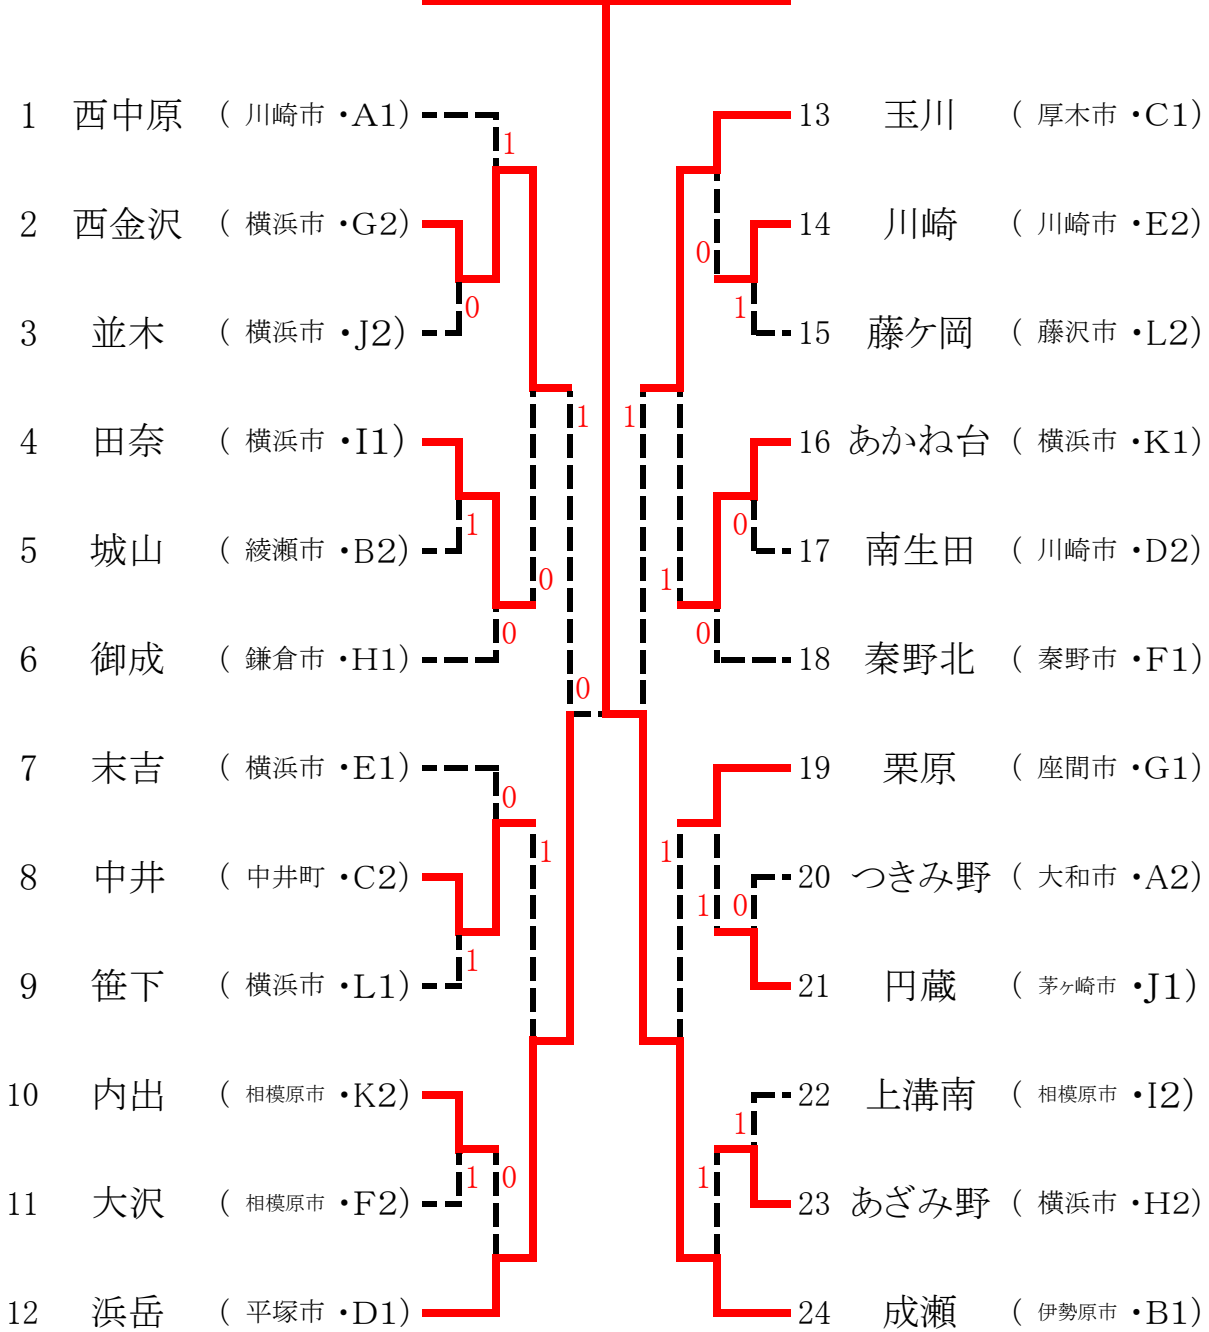 1 西中原 ( 川崎市 ・A1)
1
2 西金沢 ( 横浜市 ・G2)
0
3 並木 ( 横浜市 ・J2)
1
4 田奈 ( 横浜市 ・I1)
1
5 城山 ( 綾瀬市 ・B2)
0
0
6 御成 ( 鎌倉市 ・H1)
0
7 末吉 ( 横浜市 ・E1)
0
1
8 中井 ( 中井町 ・C2)
1
9 笹下 ( 横浜市 ・L1)
10 内出 ( 相模原市 ・K2)
1 0
11 大沢 ( 相模原市 ・F2)
12 浜岳 ( 平塚市 ・D1)
13 玉川 ( 厚木市 ・C1)
14 川崎 ( 川崎市 ・E2)
0
1
15 藤ケ岡 ( 藤沢市 ・L2)
1
16 あかね台 ( 横浜市 ・K1)
0
17 南生田 ( 川崎市 ・D2)
1
0
18 秦野北 ( 秦野市 ・F1)
19 栗原 ( 座間市 ・G1)
1
20 つきみ野 ( 大和市 ・A2)
1 0
21 円蔵 ( 茅ヶ崎市 ・J1)
22 上溝南 ( 相模原市 ・I2)
1
1
23 あざみ野 ( 横浜市 ・H2)
24 成瀬 ( 伊勢原市 ・B1)